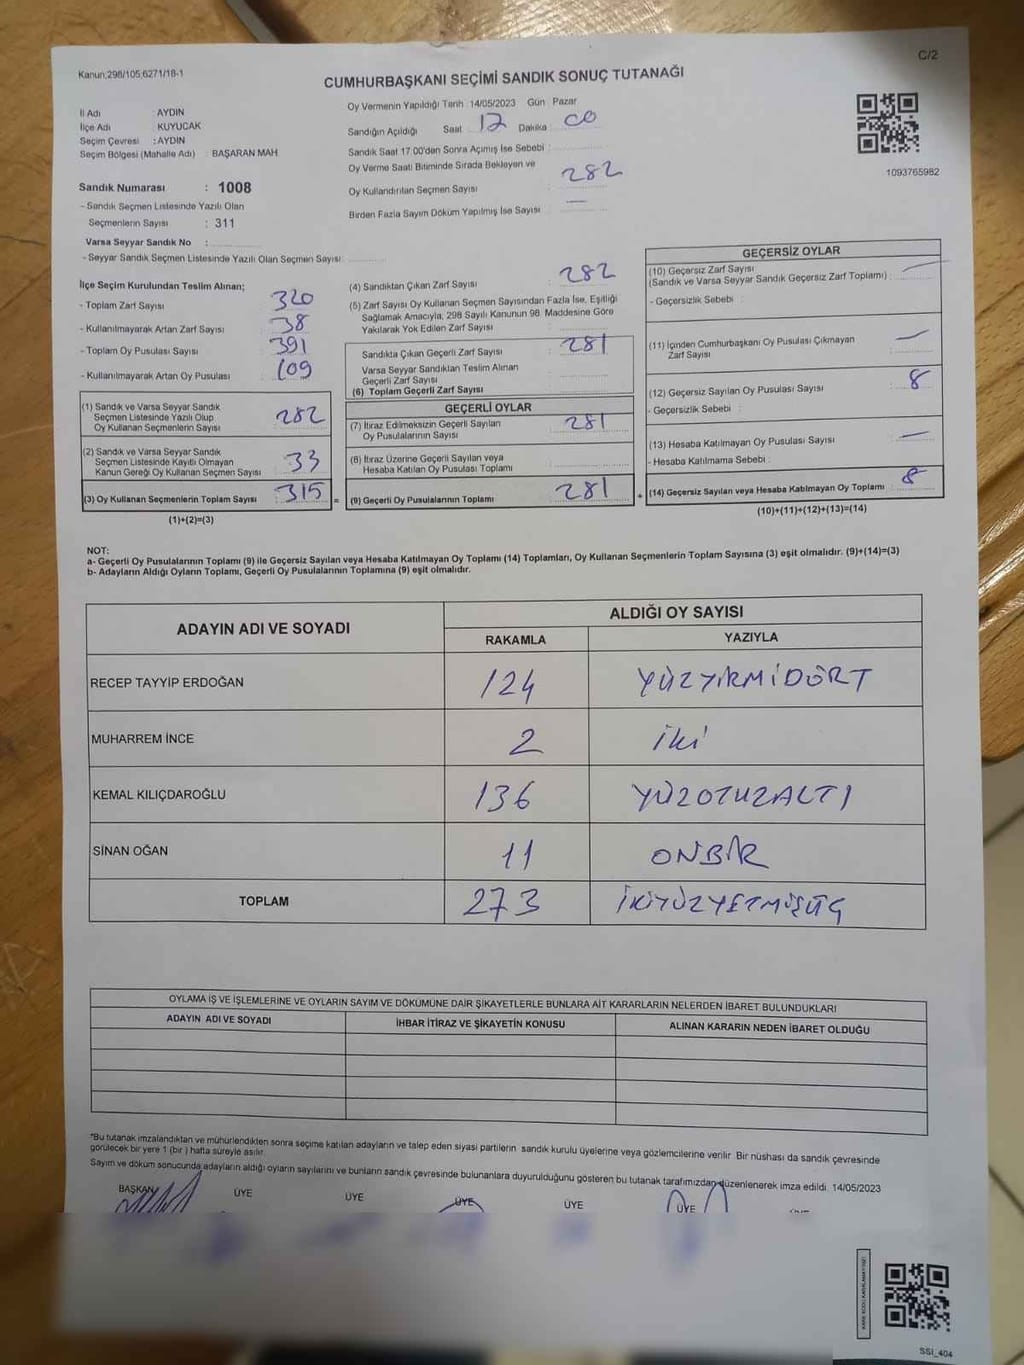 C/2
Kanun;298/105;6271/18-1
CUMHURBAŞKANI SEÇİMİ SANDIK SONUÇ TUTANAĞI
İl Adı : AYDIN
İlçe Adı : KUYUCAK
Seçim Çevresi : AYDIN
Seçim Bölgesi (Mahalle Adı) : BAŞARAN MAH
Sandık Numarası : 1008
- Sandık Seçmen Listesinde Yazılı Olan
Seçmenlerin Sayısı : 311
Varsa Seyyar Sandık No :
- Seyyar Sandık Seçmen Listesinde Yazılı Olan Seçmen Sayısı:
Oy Vermenin Yapıldığı Tarih :14/05/2023 Gün : Pazar
Sandığın Açıldığı Saat 17 Dakika 00
Sandık Saat 17:00'den Sonra Açımış İse Sebebi :
Oy Verme Saati Bitiminde Sırada Bekleyen ve
Oy Kullandırılan Seçmen Sayısı : 282
Birden Fazla Sayım Döküm Yapılmış İse Sayısı : —
1093765982
İlçe Seçim Kurulundan Teslim Alınan;
- Toplam Zarf Sayısı : 320
- Kullanılmayarak Artan Zarf Sayısı : 38
- Toplam Oy Pusulası Sayısı : 391
- Kullanılmayarak Artan Oy Pusulası : 109
(1) Sandık ve Varsa Seyyar Sandık
Seçmen Listesinde Yazılı Olup
Oy Kullanan Seçmenlerin Sayısı : 282
(2) Sandık ve Varsa Seyyar Sandık
Seçmen Listesinde Kayıtlı Olmayan
Kanun Gereği Oy Kullanan Seçmen Sayısı : 33
(3) Oy Kullanan Seçmenlerin Toplam Sayısı : 315 =
(1)+(2)=(3)
(4) Sandıktan Çıkan Zarf Sayısı : 282
(5) Zarf Sayısı Oy Kullanan Seçmen Sayısından Fazla İse, Eşitliği
Sağlamak Amacıyla, 298 Sayılı Kanunun 98. Maddesine Göre
Yakılarak Yok Edilen Zarf Sayısı :
Sandıkta Çıkan Geçerli Zarf Sayısı : 281
Varsa Seyyar Sandıktan Teslim Alınan
Geçerli Zarf Sayısı :
(6) Toplam Geçerli Zarf Sayısı :
GEÇERLİ OYLAR
(7) İtiraz Edilmeksizin Geçerli Sayılan
Oy Pusulalarının Sayısı : 281
(8) İtiraz Üzerine Geçerli Sayılan veya
Hesaba Katılan Oy Pusulası Toplamı :
(9) Geçerli Oy Pusulalarının Toplamı : 281 +
GEÇERSİZ OYLAR
(10) Geçersiz Zarf Sayısı
(Sandık ve Varsa Seyyar Sandık Geçersiz Zarf Toplamı) : —
- Geçersizlik Sebebi :
(11) İçinden Cumhurbaşkanı Oy Pusulası Çıkmayan
Zarf Sayısı : —
(12) Geçersiz Sayılan Oy Pusulası Sayısı : 8
- Geçersizlik Sebebi :
(13) Hesaba Katılmayan Oy Pusulası Sayısı : —
- Hesaba Katılmama Sebebi :
(14) Geçersiz Sayılan veya Hesaba Katılmayan Oy Toplamı : 8
(10)+(11)+(12)+(13)=(14)
NOT:
a- Geçerli Oy Pusulalarının Toplamı (9) ile Geçersiz Sayılan veya Hesaba Katılmayan Oy Toplamı (14) Toplamları, Oy Kullanan Seçmenlerin Toplam Sayısına (3) eşit olmalıdır. (9)+(14)=(3)
b- Adayların Aldığı Oyların Toplamı, Geçerli Oy Pusulalarının Toplamına (9) eşit olmalıdır.
ADAYIN ADI VE SOYADI ALDIĞI OY SAYISI
RAKAMLA YAZIYLA
RECEP TAYYİP ERDOĞAN 124 YÜZYİRMİDÖRT
MUHARREM İNCE 2 İki
KEMAL KILIÇDAROĞLU 136 YÜZOTUZALTI
SİNAN OĞAN 11 ONBİR
TOPLAM 273 İKİYÜZYETMİŞÜÇ
OYLAMA İŞ VE İŞLEMLERİNE VE OYLARIN SAYIM VE DÖKÜMÜNE DAİR ŞİKAYETLERLE BUNLARA AİT KARARLARIN NELERDEN İBARET BULUNDUKLARI
ADAYIN ADI VE SOYADI İHBAR İTİRAZ VE ŞİKAYETİN KONUSU ALINAN KARARIN NEDEN İBARET OLDUĞU
*Bu tutanak imzalandıktan ve mühürlendikten sonra seçime katılan adayların ve talep eden siyasi partilerin sandık kurulu üyelerine veya gözlemcilerine verilir. Bir nüshası da sandık çevresinde
görülecek bir yere 1 (bir ) hafta süreyle asılır.
Sayım ve döküm sonucunda adayların aldığı oyların sayılarını ve bunların sandık çevresinde bulunanlara duyurulduğunu gösteren bu tutanak tarafımızdan düzenlenerek imza edildi. 14/05/2023
BAŞKAN ÜYE ÜYE ÜYE ÜYE ÜYE
SSI_404